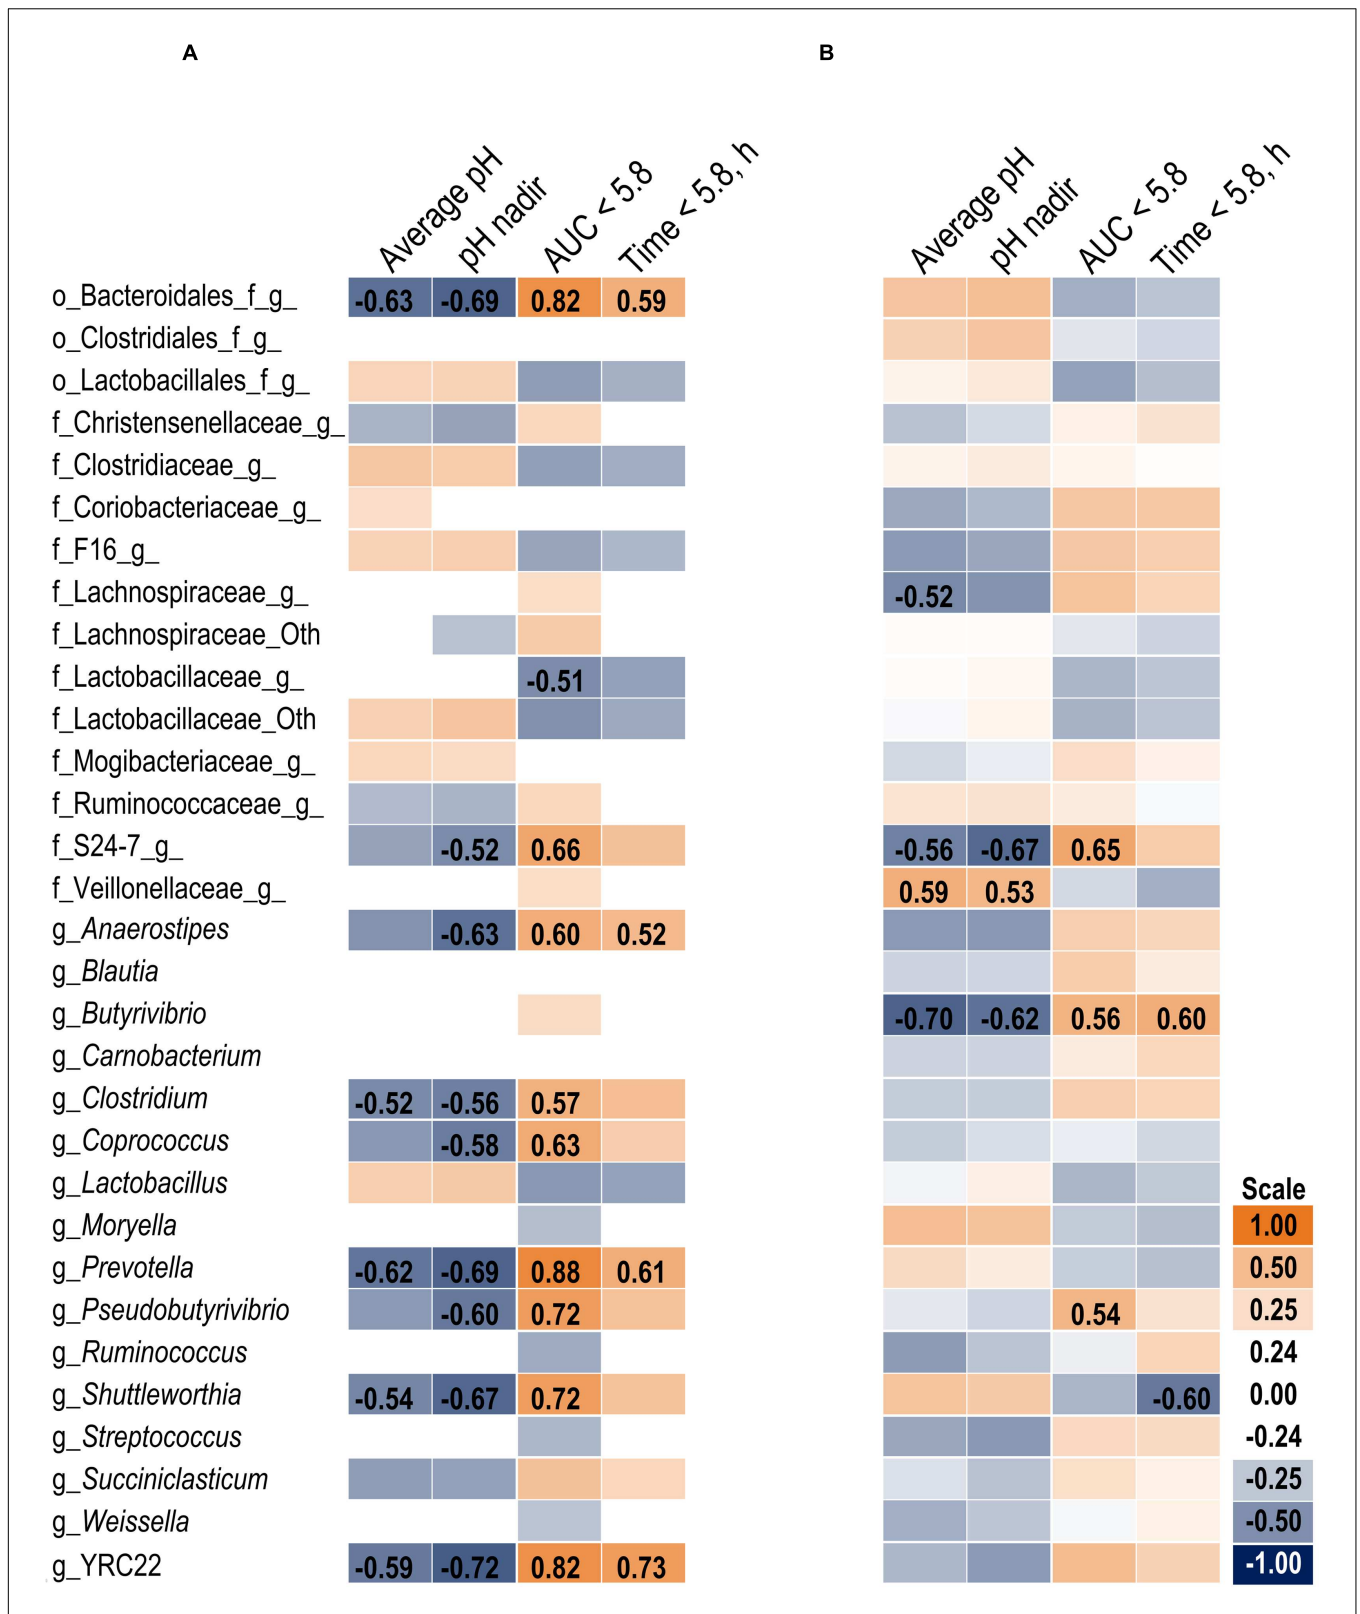 A B
Average pH pH nadir AUC < 5.8 Time < 5.8, h Average pH pH nadir AUC < 5.8 Time < 5.8, h
o_Bacteroidales_f_g_ -0.63 -0.69 0.82 0.59
o_Clostridiales_f_g_
o_Lactobacillales_f_g_
f_Christensenellaceae_g_
f_Clostridiaceae_g_
f_Coriobacteriaceae_g_
f_F16_g_
f_Lachnospiraceae_g_ -0.52
f_Lachnospiraceae_Oth
f_Lactobacillaceae_g_ -0.51
f_Lactobacillaceae_Oth
f_Mogibacteriaceae_g_
f_Ruminococcaceae_g_
f_S24-7_g_ -0.52 0.66 -0.56 -0.67 0.65
f_Veillonellaceae_g_ 0.59 0.53
g_Anaerostipes -0.63 0.60 0.52
g_Blautia
g_Butyrivibrio -0.70 -0.62 0.56 0.60
g_Carnobacterium
g_Clostridium -0.52 -0.56 0.57
g_Coprococcus -0.58 0.63
g_Lactobacillus Scale
g_Moryella 1.00
g_Prevotella -0.62 -0.69 0.88 0.61 0.50
g_Pseudobutyrivibrio -0.60 0.72 0.54 0.25
g_Ruminococcus 0.24
g_Shuttleworthia -0.54 -0.67 0.72 -0.60 0.00
g_Streptococcus -0.24
g_Succiniclasticum -0.25
g_Weissella -0.50
g_YRC22 -0.59 -0.72 0.82 0.73 -1.00